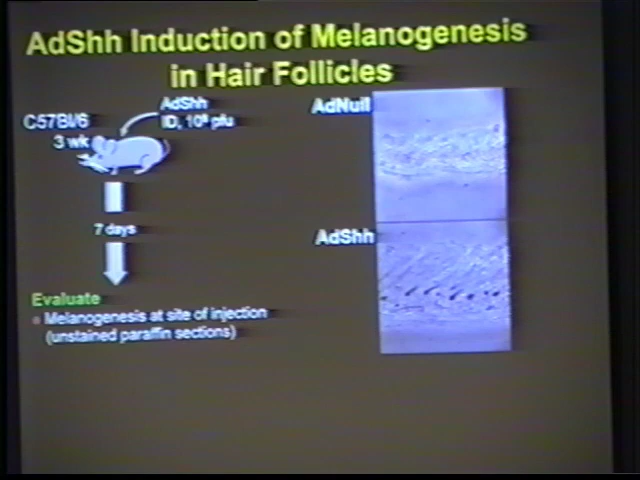 AdShh Induction of Melanogenesis
in Hair Follicles
C57Bl/6
3 wk
AdShh
ID, 10⁸ pfu
7 days
Evaluate
Melanogenesis at site of injection
(unstained paraffin sections)
AdNull
AdShh